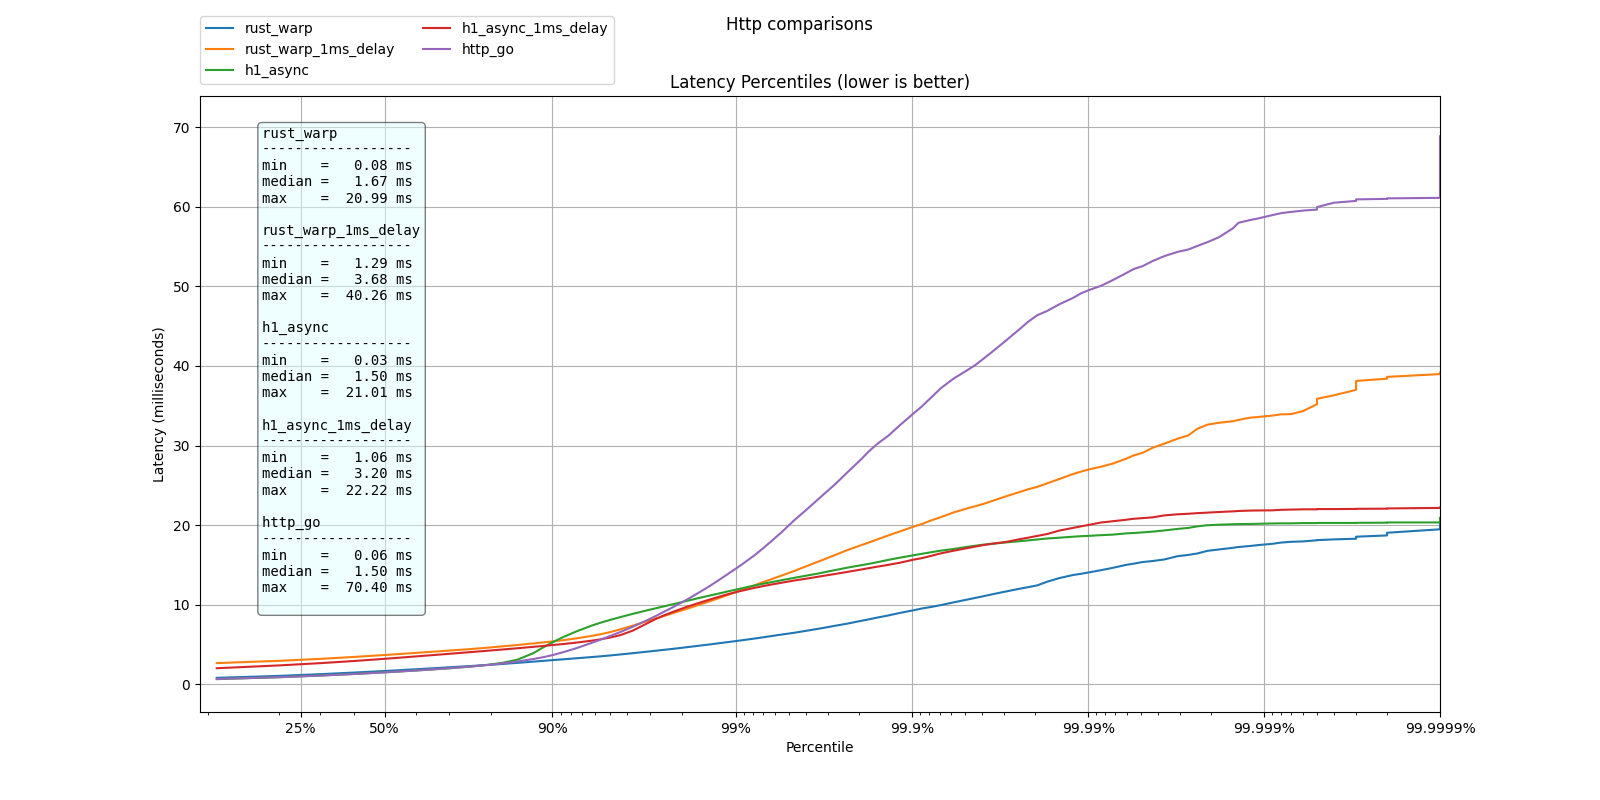 Http comparisons
rust_warp
rust_warp_1ms_delay
h1_async
h1_async_1ms_delay
http_go
Latency Percentiles (lower is better)
Latency (milliseconds)
70
60
50
40
30
20
10
0
rust_warp
------------------
min    =   0.08 ms
median =   1.67 ms
max    =  20.99 ms
rust_warp_1ms_delay
------------------
min    =   1.29 ms
median =   3.68 ms
max    =  40.26 ms
h1_async
------------------
min    =   0.03 ms
median =   1.50 ms
max    =  21.01 ms
h1_async_1ms_delay
------------------
min    =   1.06 ms
median =   3.20 ms
max    =  22.22 ms
http_go
------------------
min    =   0.06 ms
median =   1.50 ms
max    =  70.40 ms
25% 50% 90% 99% 99.9% 99.99% 99.999% 99.9999%
Percentile